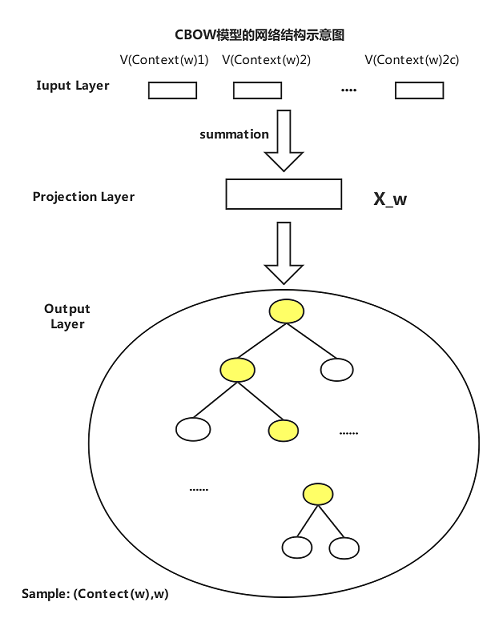 CBOW模型的网络结构示意图
V(Context(w)1) V(Context(w)2) V(Context(w)2c)
Iuput Layer ....
summation
Projection Layer X_w
Output
Layer
......
......
Sample: (Contect(w),w)